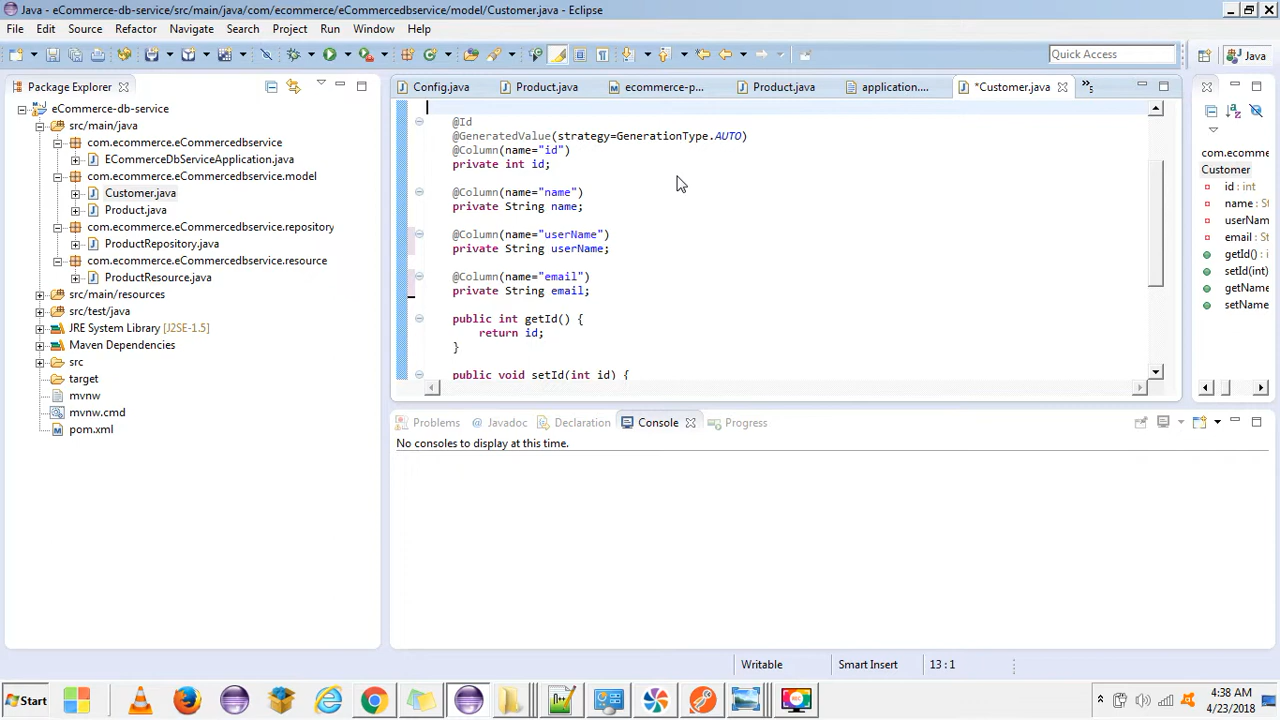 Java - eCommerce-db-service/src/main/java/com/ecommerce/eCommercedbservice/model/Customer.java - Eclipse
File Edit Source Refactor Navigate Search Project Run Window Help
Quick Access
Java
Package Explorer
Config.java
Product.java
ecommerce-p...
Product.java
application....
*Customer.java
»5
eCommerce-db-service
src/main/java
com.ecommerce.eCommercedbservice
ECommerceDbServiceApplication.java
com.ecommerce.eCommercedbservice.model
Customer.java
Product.java
com.ecommerce.eCommercedbservice.repository
ProductRepository.java
com.ecommerce.eCommercedbservice.resource
ProductResource.java
src/main/resources
src/test/java
JRE System Library [J2SE-1.5]
Maven Dependencies
src
target
mvnw
mvnw.cmd
pom.xml
@Id
@GeneratedValue(strategy=GenerationType.AUTO)
@Column(name="id")
private int id;
@Column(name="name")
private String name;
@Column(name="userName")
private String userName;
@Column(name="email")
private String email;
public int getId() {
return id;
}
public void setId(int id) {
com.ecomme
Customer
id : int
name : St
userNam
email : St
getId() : i
setId(int)
getName
setName
Problems
@ Javadoc
Declaration
Console
Progress
No consoles to display at this time.
Writable
Smart Insert
13 : 1
Start
4:38 AM
4/23/2018